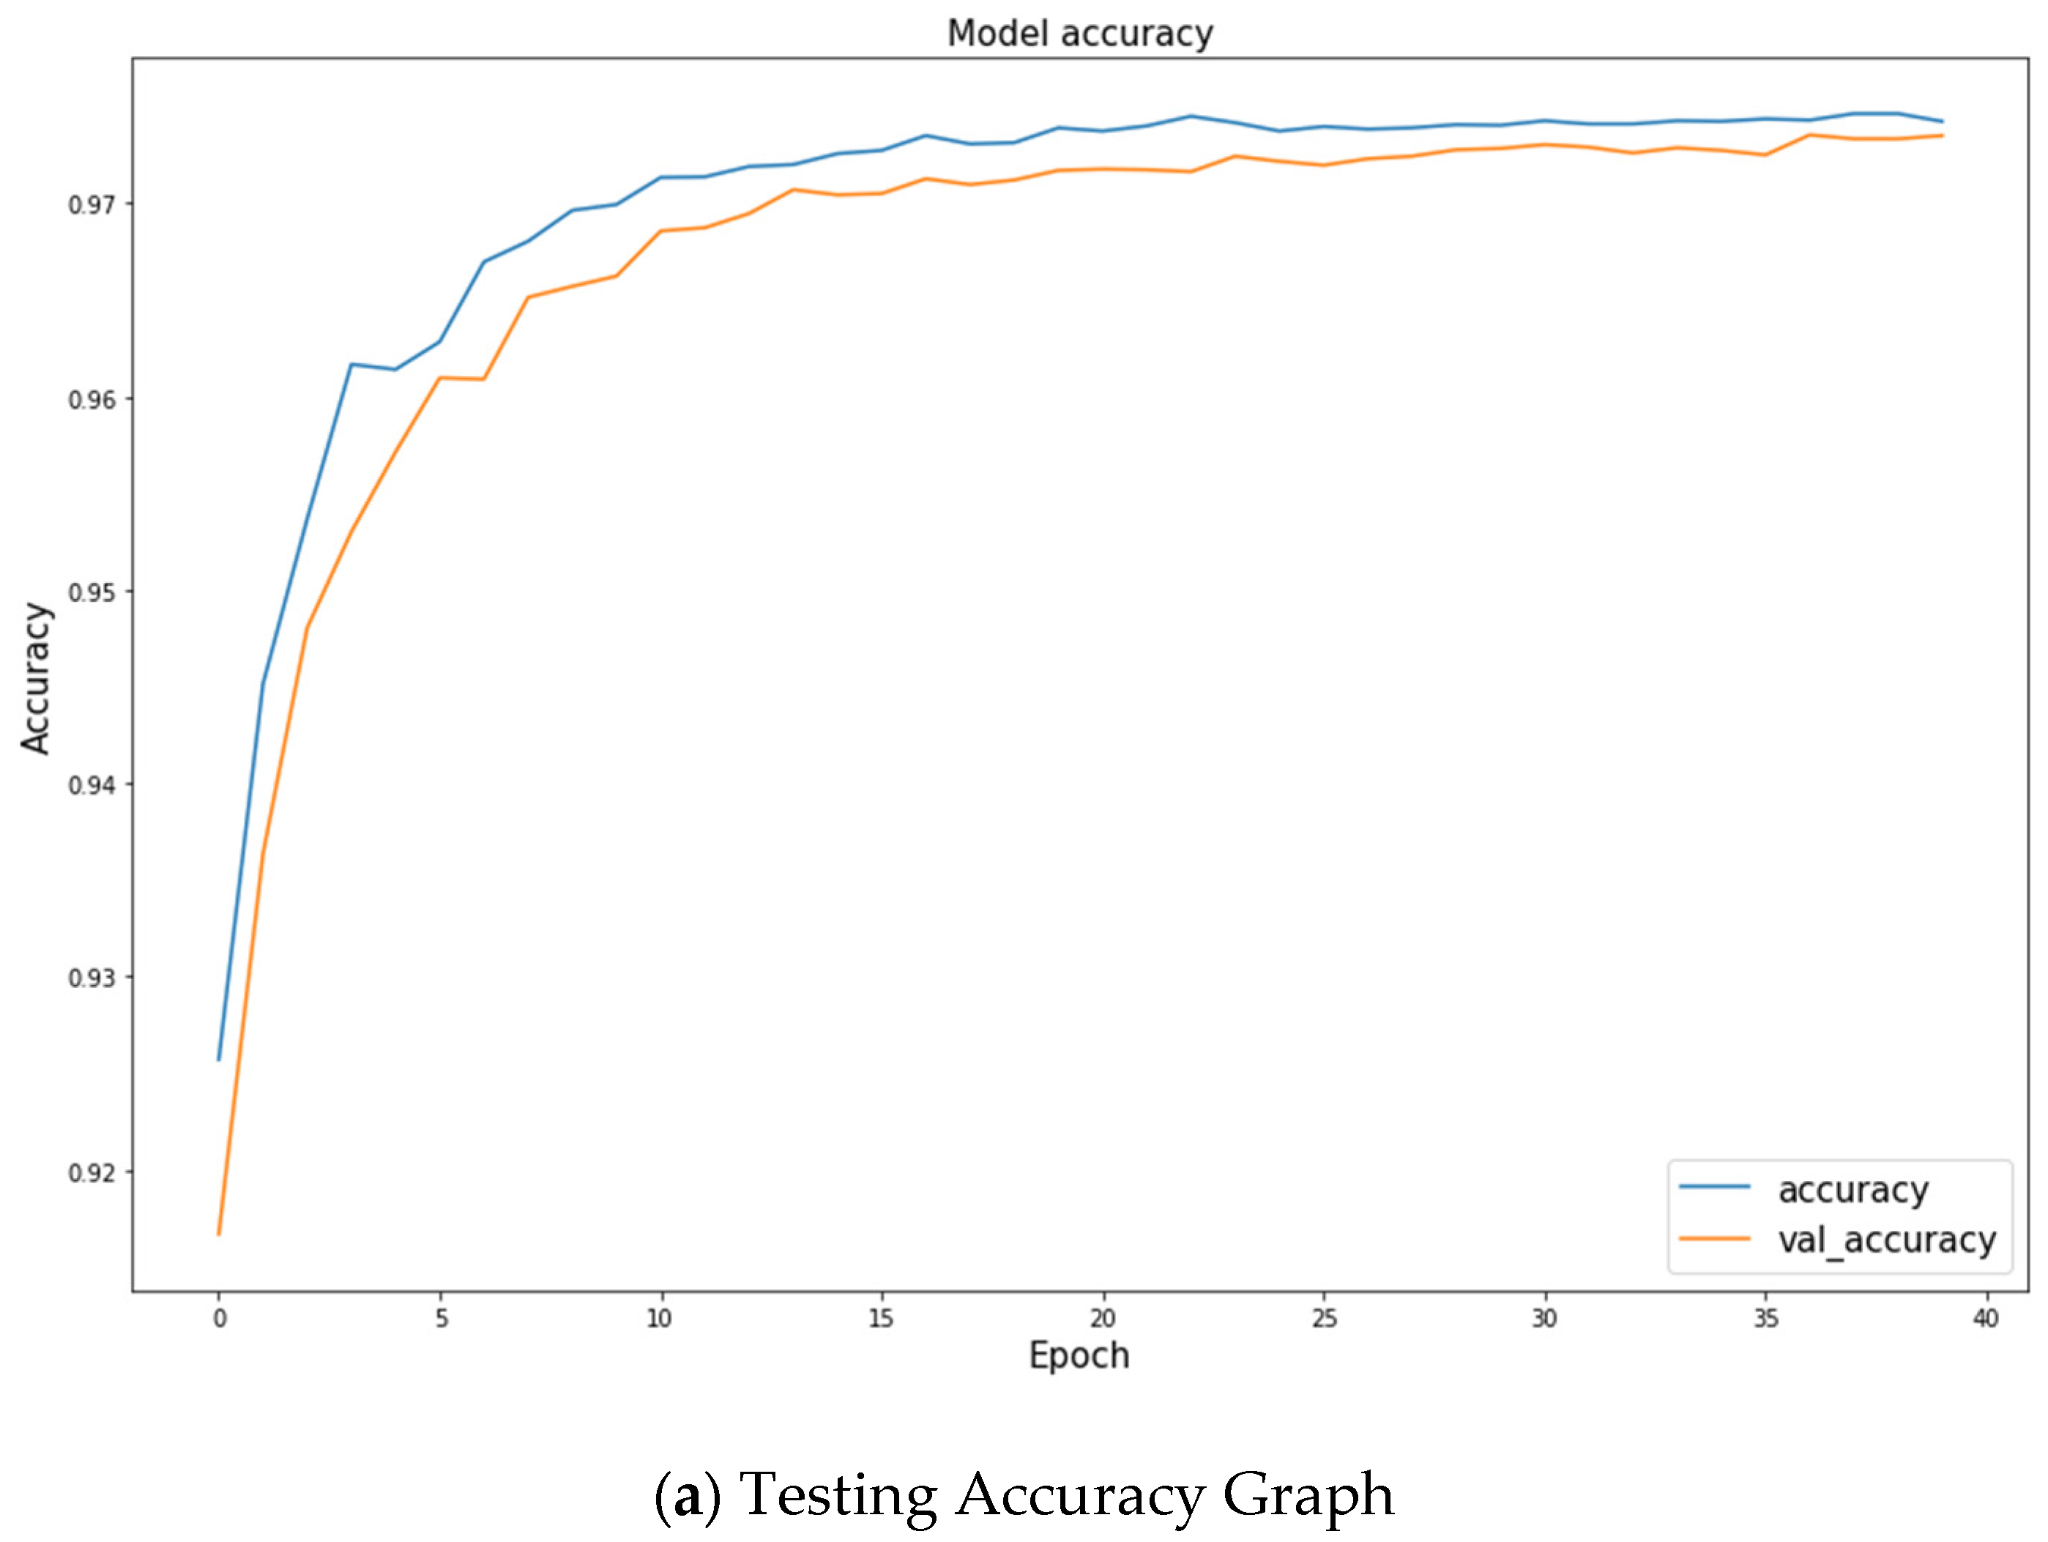 Model accuracy
0.97
0.96
0.95
0.94
0.93
0.92
Accuracy
accuracy
val_accuracy
0 5 10 15 20 25 30 35 40
Epoch
(a) Testing Accuracy Graph